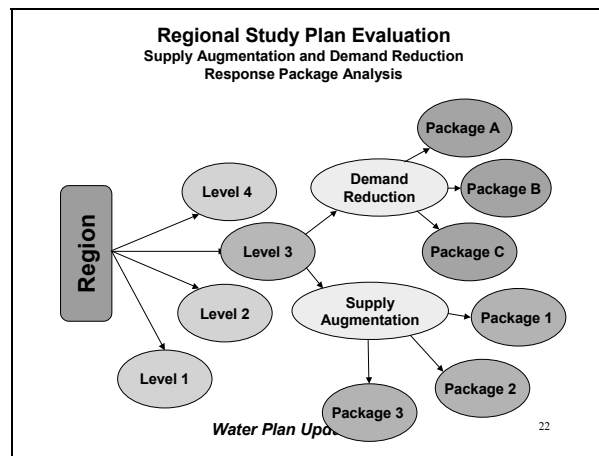 Regional Study Plan Evaluation
Supply Augmentation and Demand Reduction
Response Package Analysis
Package A
Demand
Reduction
Level 4
Package B
Region
Level 3
Package C
Supply
Augmentation
Level 2
Package 1
Level 1
Package 2
Package 3
Water Plan
22